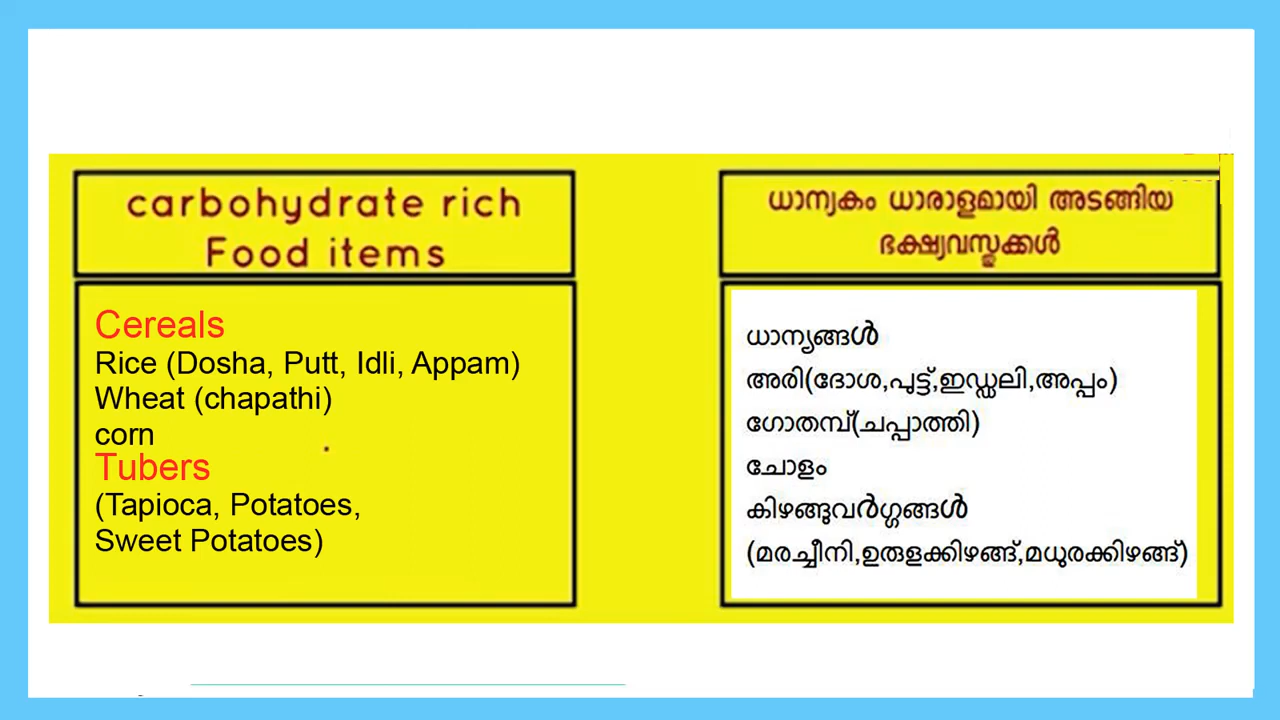 carbohydrate rich
Food items
Cereals
Rice (Dosha, Putt, Idli, Appam)
Wheat (chapathi)
corn
Tubers
(Tapioca, Potatoes,
Sweet Potatoes)
ധാന്യകം ധാരാളമായി അടങ്ങിയ
ഭക്ഷ്യവസ്തുക്കൾ
ധാന്യങ്ങൾ
അരി(ദോശ,പുട്ട്,ഇഡ്ഡലി,അപ്പം)
ഗോതമ്പ്(ചപ്പാത്തി)
ചോളം
കിഴങ്ങുവർഗ്ഗങ്ങൾ
(മരച്ചീനി,ഉരുളക്കിഴങ്ങ്,മധുരക്കിഴങ്ങ്)